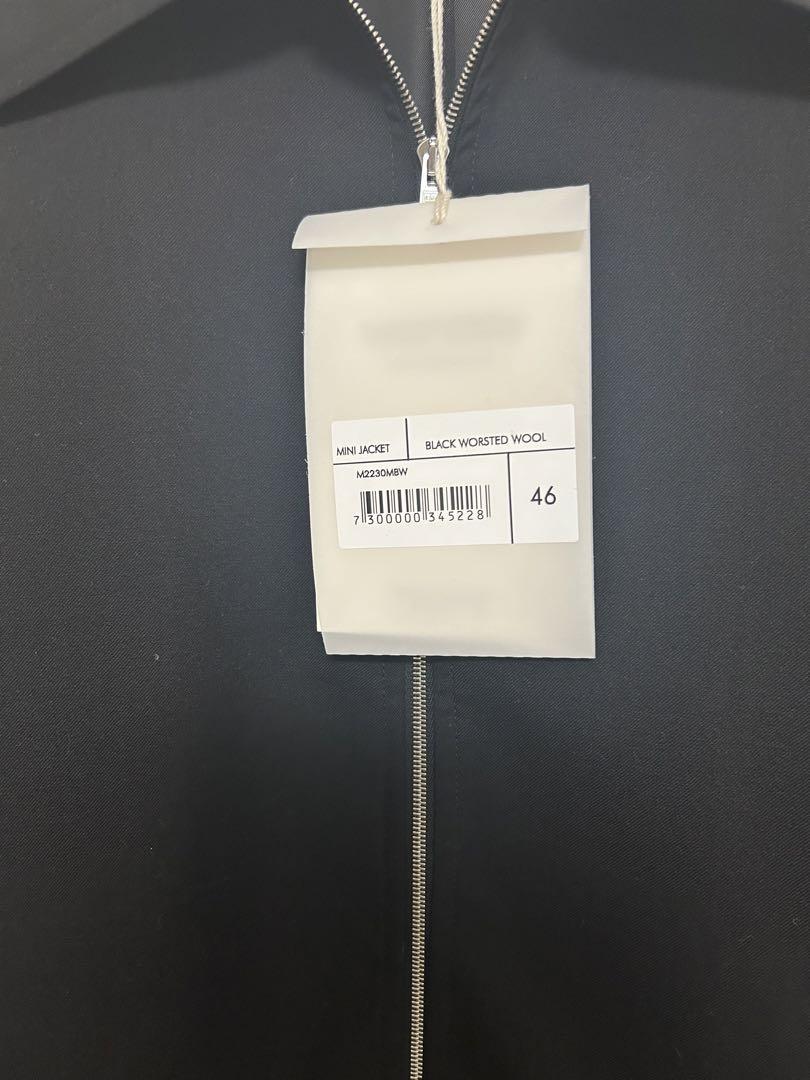 MINI JACKET
BLACK WORSTED WOOL
M2230MBW
7 300000 345228
46